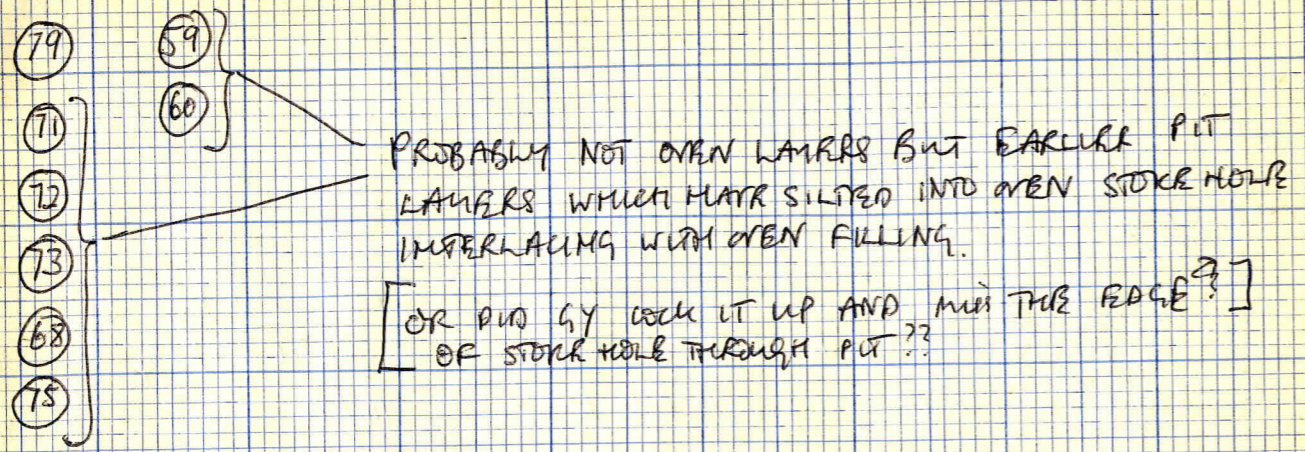 79 59
60
71
72
73
68
75
PROBABLY NOT OVEN LAYERS BUT EARLIER PIT
LAYERS WHICH HAVE SILTED INTO OVEN STOKE HOLE
INTERLACING WITH OVEN FILLING.
[OR DID GY COCK IT UP AND MISS THE EDGE ??]
OF STOKE HOLE THROUGH PIT ??